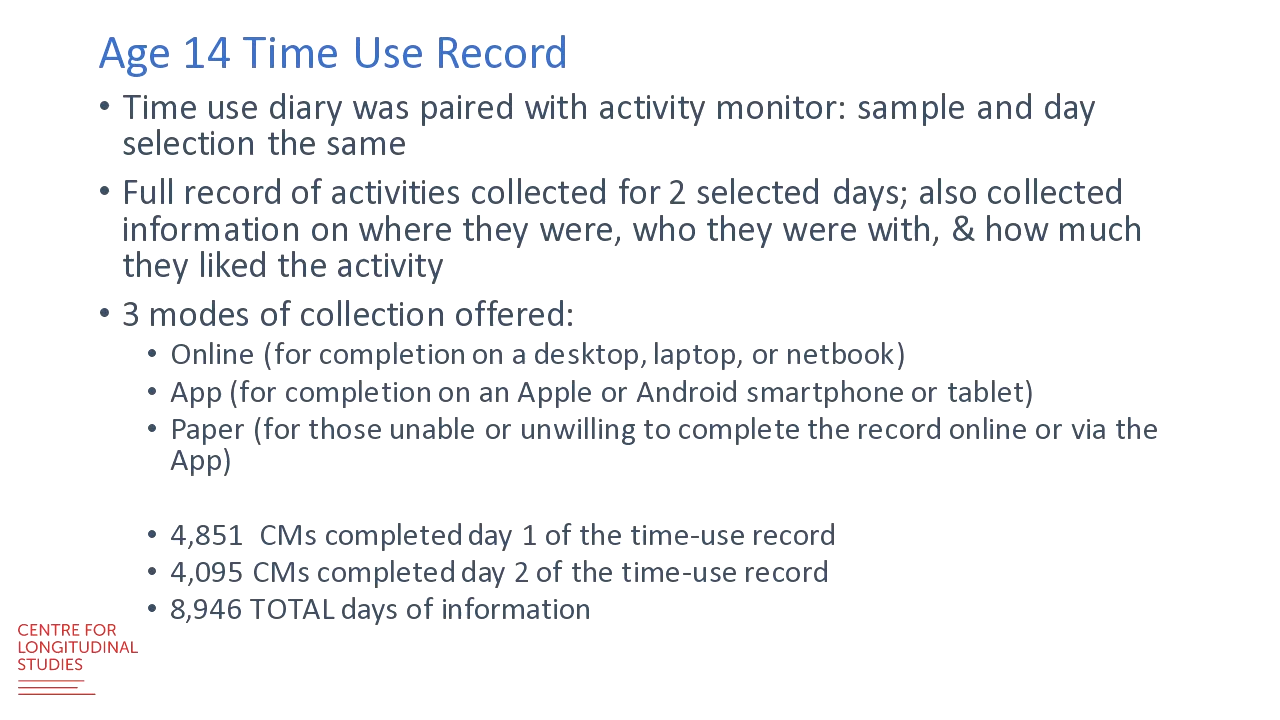 Age 14 Time Use Record
• Time use diary was paired with activity monitor: sample and day
selection the same
• Full record of activities collected for 2 selected days; also collected
information on where they were, who they were with, & how much
they liked the activity
• 3 modes of collection offered:
• Online (for completion on a desktop, laptop, or netbook)
• App (for completion on an Apple or Android smartphone or tablet)
• Paper (for those unable or unwilling to complete the record online or via the
App)
• 4,851  CMs completed day 1 of the time-use record
• 4,095 CMs completed day 2 of the time-use record
• 8,946 TOTAL days of information
CENTRE FOR
LONGITUDINAL
STUDIES